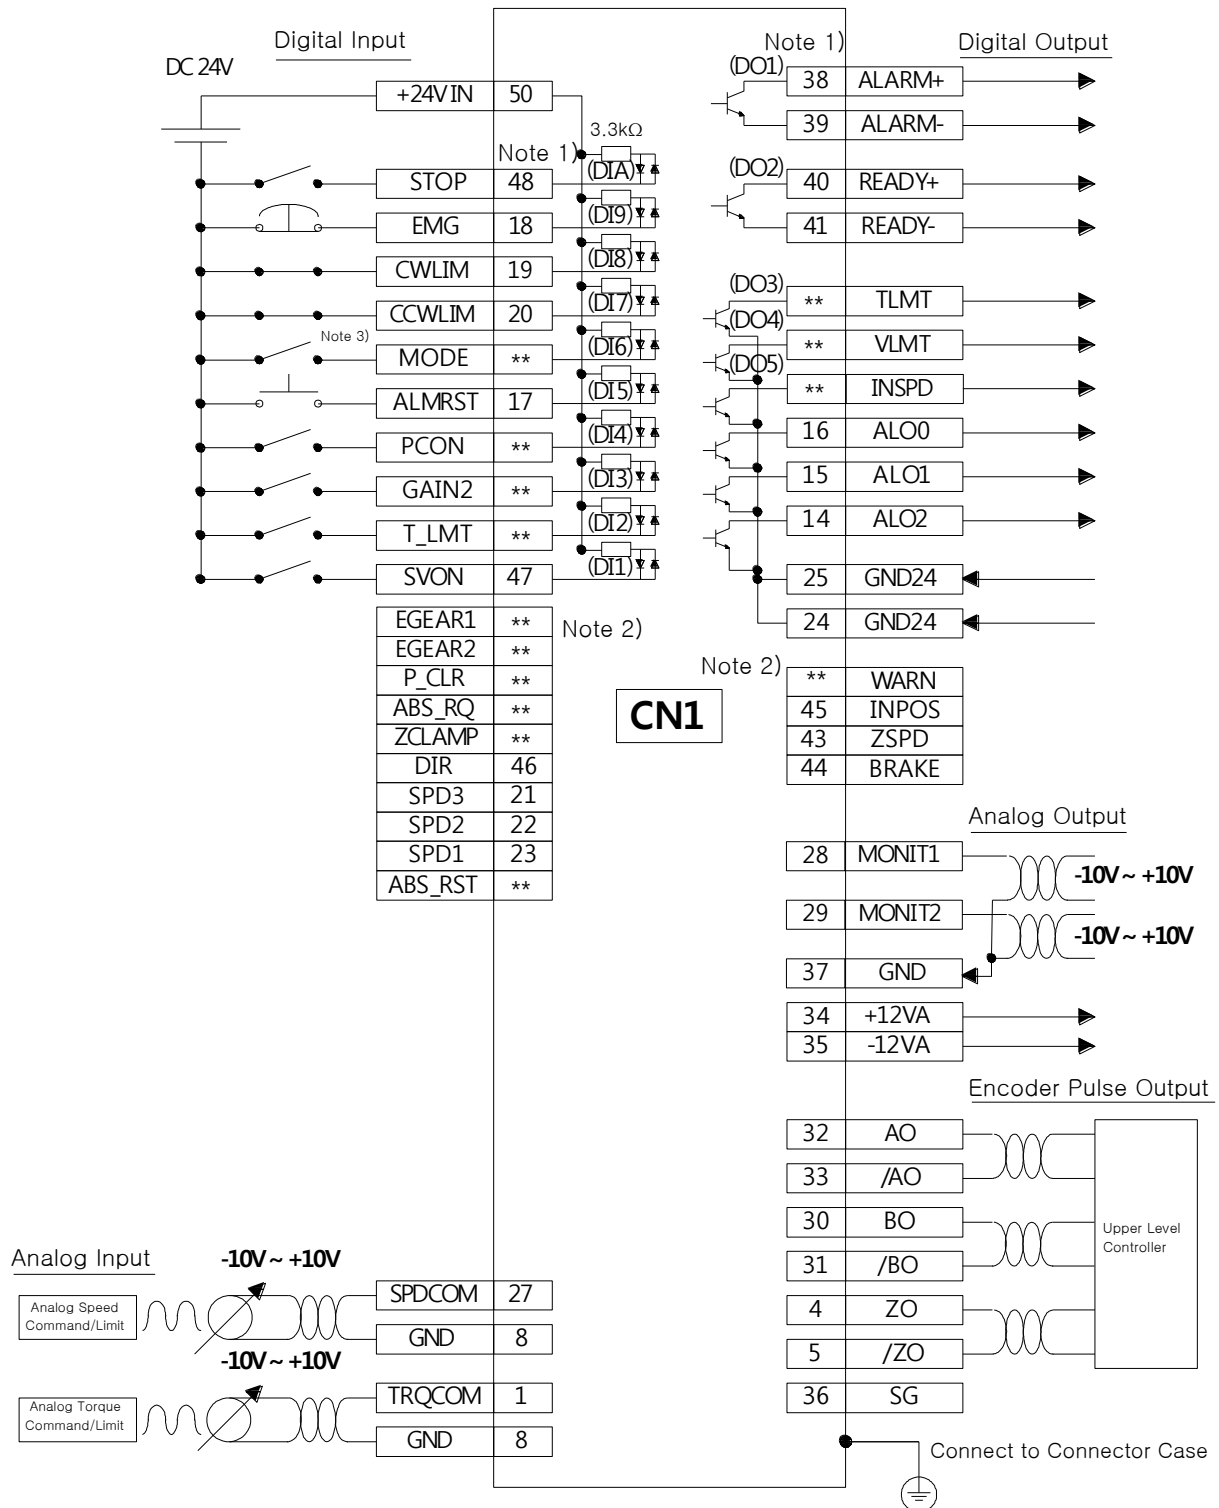 Digital Input
DC 24V
+24VIN 50
3.3kΩ
Note 1)
STOP 48 (DIA)
EMG 18 (DI9)
CWLIM 19 (DI8)
CCWLIM 20 (DI7)
Note 3)
MODE ** (DI6)
ALMRST 17 (DI5)
PCON ** (DI4)
GAIN2 ** (DI3)
T_LMT ** (DI2)
SVON 47 (DI1)
EGEAR1 **
Note 2)
EGEAR2 **
P_CLR **
ABS_RQ **
ZCLAMP **
DIR 46
SPD3 21
SPD2 22
SPD1 23
ABS_RST **
CN1
Note 1)
Digital Output
(DO1)
38 ALARM+
39 ALARM-
(DO2)
40 READY+
41 READY-
(DO3)
** TLMT
(DO4)
** VLMT
(DO5)
** INSPD
16 ALO0
15 ALO1
14 ALO2
25 GND24
24 GND24
Note 2)
** WARN
45 INPOS
43 ZSPD
44 BRAKE
Analog Output
28 MONIT1
-10V ~ +10V
29 MONIT2
-10V ~ +10V
37 GND
34 +12VA
35 -12VA
Encoder Pulse Output
32 AO
33 /AO
30 BO
31 /BO
4 ZO
5 /ZO
Upper Level
Controller
36 SG
Connect to Connector Case
Analog Input
-10V ~ +10V
Analog Speed
Command/Limit
SPDCOM 27
GND 8
-10V ~ +10V
Analog Torque
Command/Limit
TRQCOM 1
GND 8